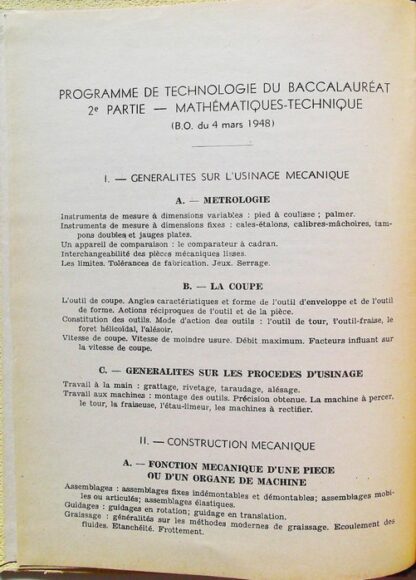 PROGRAMME DE TECHNOLOGIE DU BACCALAURÉAT
2e PARTIE — MATHÉMATIQUES-TECHNIQUE
(B.O. du 4 mars 1948)
I. — GENERALITES SUR L'USINAGE MECANIQUE
A. — METROLOGIE
Instruments de mesure à dimensions variables : pied à coulisse ; palmer.
Instruments de mesure à dimensions fixes : cales-étalons, calibres-mâchoires, tam-
pons doubles et jauges plates.
Un appareil de comparaison : le comparateur à cadran.
Interchangeabilité des pièces mécaniques lisses.
Les limites. Tolérances de fabrication. Jeux. Serrage.
B. — LA COUPE
L'outil de coupe. Angles caractéristiques et forme de l'outil d'enveloppe et de l'outil
de forme. Actions réciproques de l'outil et de la pièce.
Constitution des outils. Mode d'action des outils : l'outil de tour, l'outil-fraise, le
foret hélicoïdal, l'alésoir.
Vitesse de coupe. Vitesse de moindre usure. Débit maximum. Facteurs influant sur
la vitesse de coupe.
C. — GENERALITES SUR LES PROCEDES D'USINAGE
Travail à la main : grattage, rivetage, taraudage, alésage.
Travail aux machines : montage des outils. Précision obtenue. La machine à percer,
le tour, la fraiseuse, l'étau-limeur, les machines à rectifier.
II. — CONSTRUCTION MECANIQUE
A. — FONCTION MECANIQUE D'UNE PIECE
OU D'UN ORGANE DE MACHINE
Assemblages : assemblages fixes indémontables et démontables ; assemblages mobi-
les ou articulés ; assemblages élastiques.
Guidages : guidages en rotation ; guidage en translation.
Graissage : généralités sur les méthodes modernes de graissage. Ecoulement des
fluides. Etanchéité. Frottement.